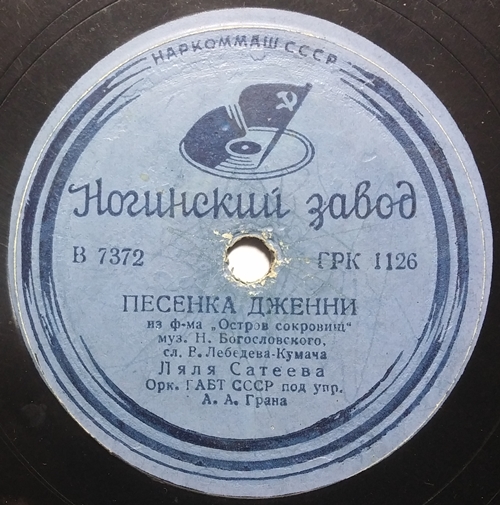 НАРКОММАШ СССР
Ногинский завод
В 7372 ГРК 1126
ПЕСЕНКА ДЖЕННИ
из ф-ма „Остров сокровищ"
муз. Н. Богословского,
сл. В. Лебедева-Кумача
Ляля Сатеева
Орк. ГАБТ СССР под упр.
А. А. Грана